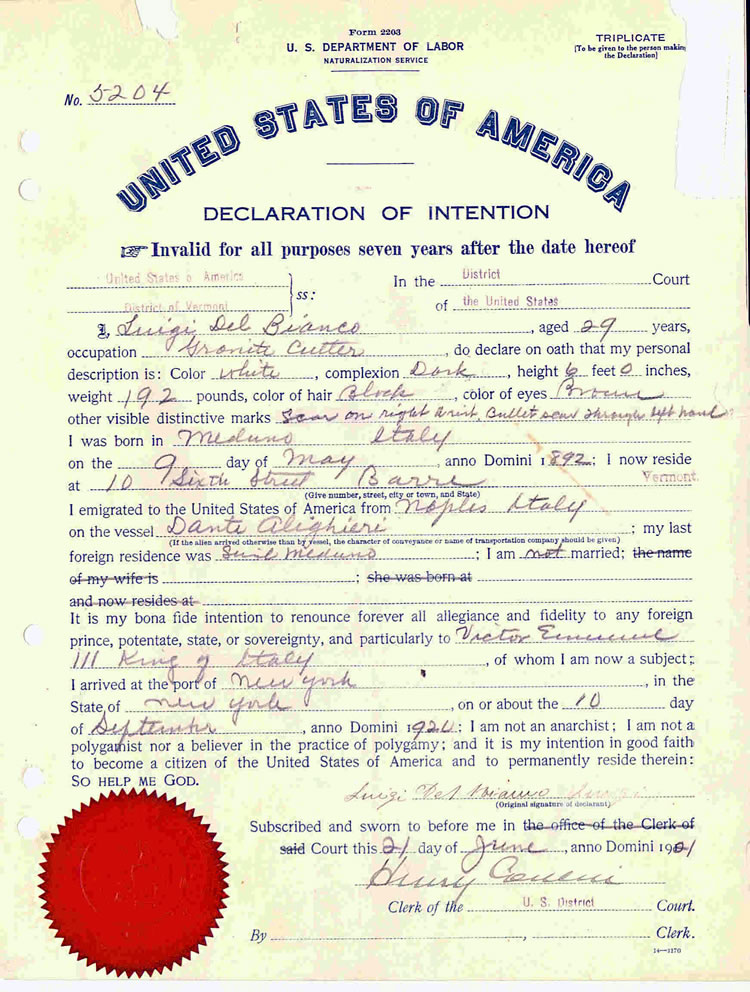 Form 2203
U. S. DEPARTMENT OF LABOR
NATURALIZATION SERVICE
TRIPLICATE
[To be given to the person making
the Declaration]
No. 5204
UNITED STATES OF AMERICA
DECLARATION OF INTENTION
☞ Invalid for all purposes seven years after the date hereof
United States o America
District of Vermont
ss:
In the District Court
of the United States
I, Luigi Del Bianco, aged 29 years,
occupation Granite Cutter, do declare on oath that my personal
description is: Color white, complexion Dark, height 6 feet 0 inches,
weight 192 pounds, color of hair Black, color of eyes Brown
other visible distinctive marks Scar on right wrist, Bullet scar through left hand
I was born in Meduno Italy
on the 9 day of May, anno Domini 1892; I now reside
at 10 Sixth Street Barre Vermont.
(Give number, street, city or town, and State)
I emigrated to the United States of America from Naples Italy
on the vessel Dante Alighieri; my last
(If the alien arrived otherwise than by vessel, the character of conveyance or name of transportation company should be given)
foreign residence was Meduno; I am not married; the name
of my wife is ; she was born at
and now resides at
It is my bona fide intention to renounce forever all allegiance and fidelity to any foreign
prince, potentate, state, or sovereignty, and particularly to Victor
III King of Italy, of whom I am now a subject;
I arrived at the port of New york, in the
State of New york, on or about the 10 day
of September, anno Domini 1920; I am not an anarchist; I am not a
polygamist nor a believer in the practice of polygamy; and it is my intention in good faith
to become a citizen of the United States of America and to permanently reside therein:
SO HELP ME GOD.
Luigi Del Bianco Luigi
(Original signature of declarant)
Subscribed and sworn to before me in the office of the Clerk of
said Court this 21 day of June, anno Domini 1921
Henry
Clerk of the U. S. District Court.
By , Clerk.
14—1170